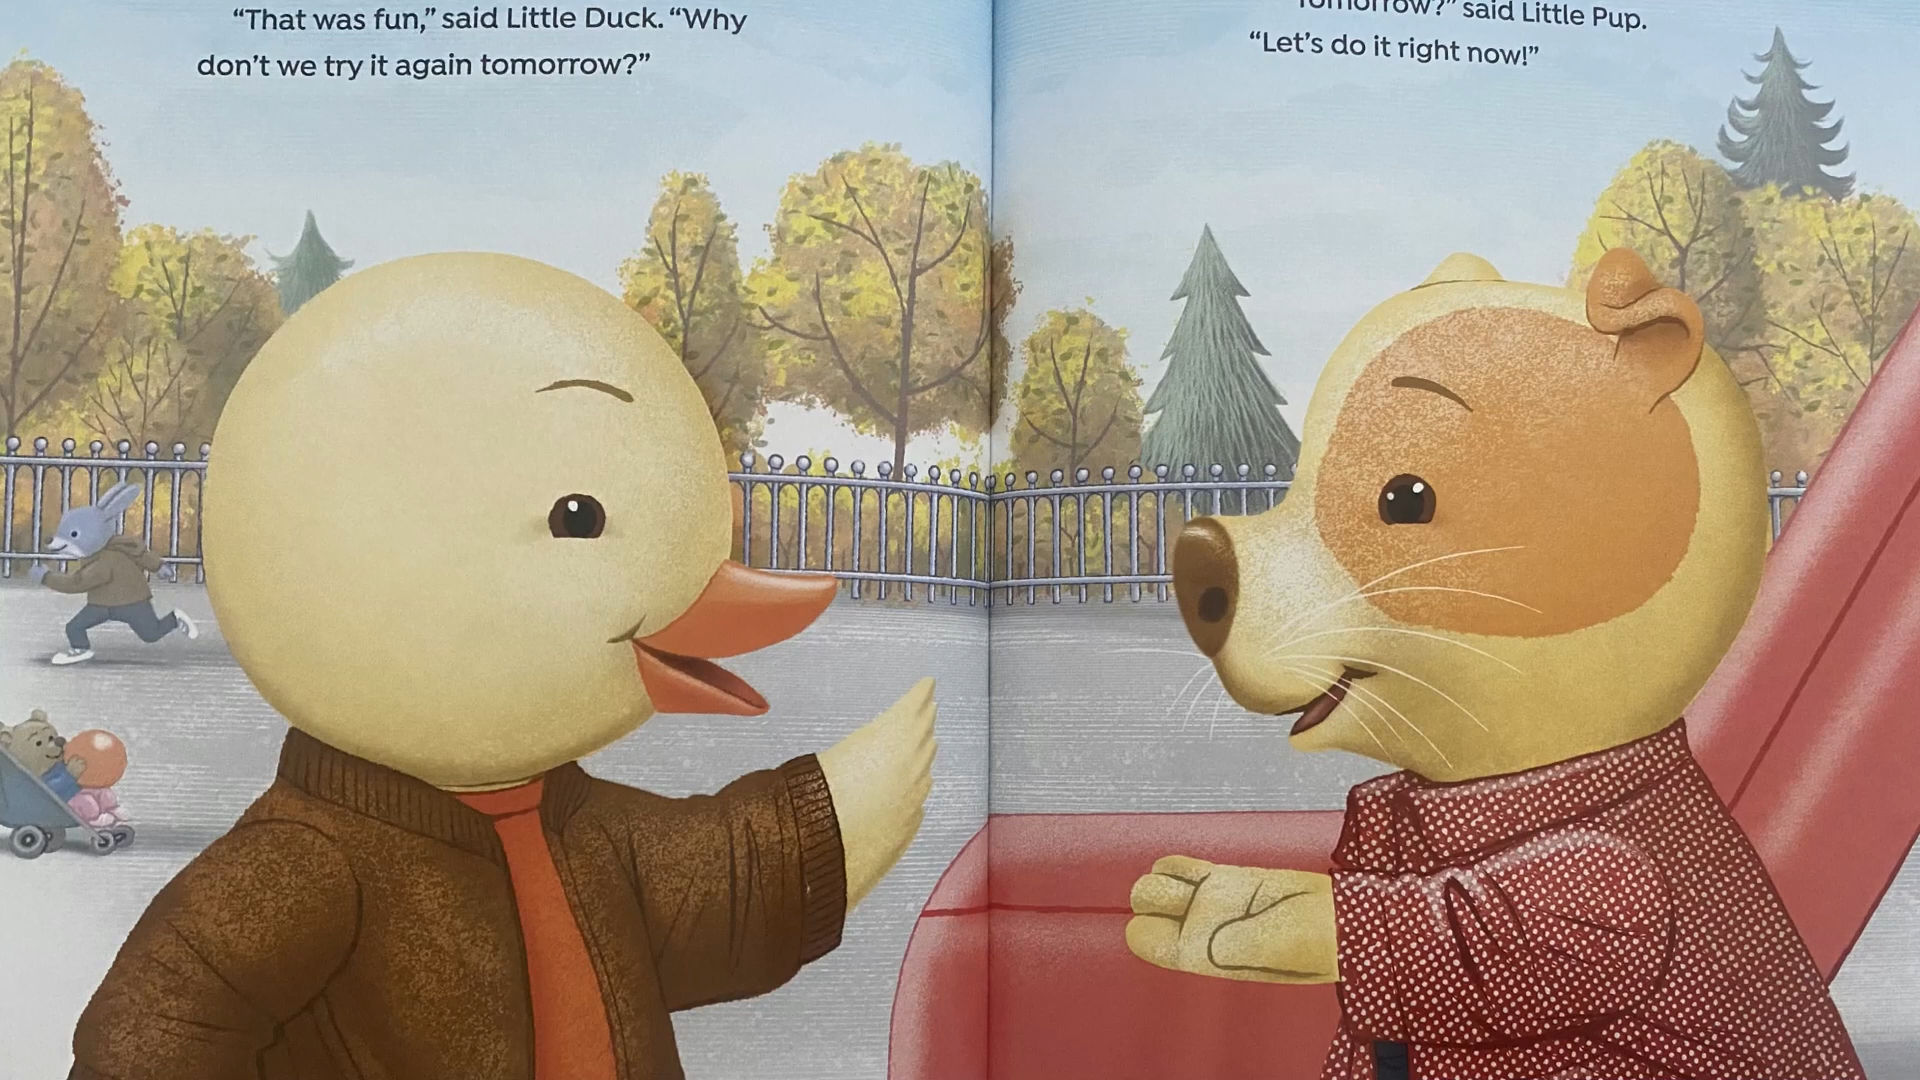 “That was fun,” said Little Duck. “Why
don’t we try it again tomorrow?”
“Tomorrow?” said Little Pup.
“Let’s do it right now!”